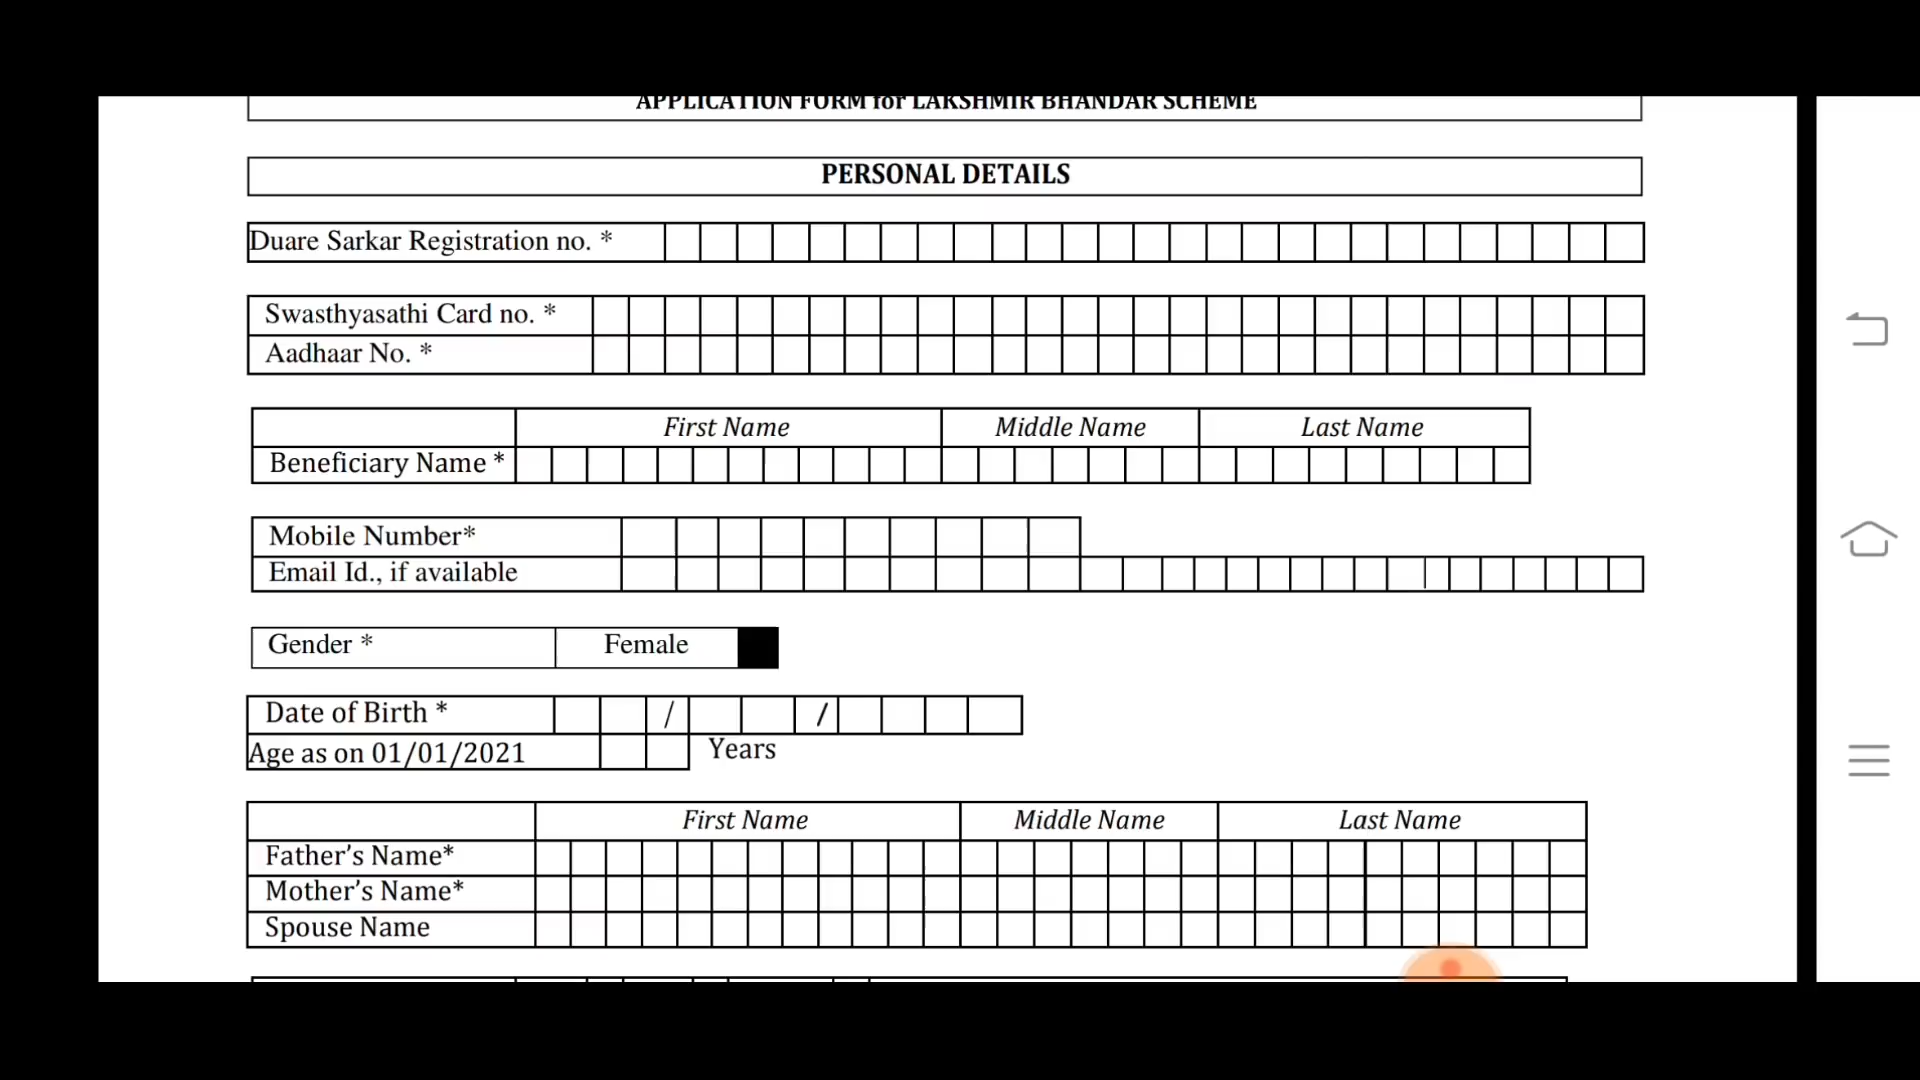 APPLICATION FORM for LAKSHMIR BHANDAR SCHEME
PERSONAL DETAILS
Duare Sarkar Registration no. *
Swasthyasathi Card no. *
Aadhaar No. *
First Name Middle Name Last Name
Beneficiary Name *
Mobile Number*
Email Id., if available
Gender * Female
Date of Birth * / /
Age as on 01/01/2021 Years
First Name Middle Name Last Name
Father’s Name*
Mother’s Name*
Spouse Name